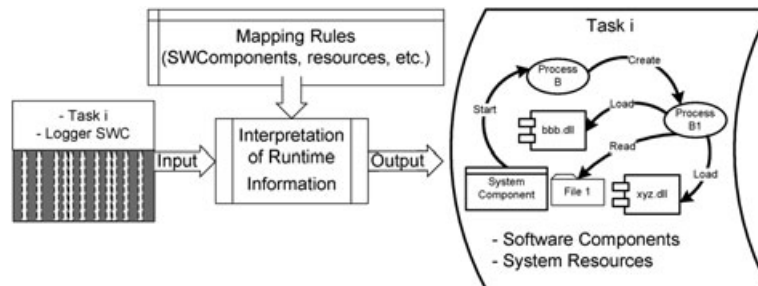 Mapping Rules
(SWComponents, resources, etc.)
- Task i
- Logger SWC
Input
Interpretation
of Runtime
Information
Output
Task i
Process
B
Create
Start
Load
Process
B1
bbb.dll
Read
Load
System
Component
File 1
xyz.dll
- Software Components
- System Resources